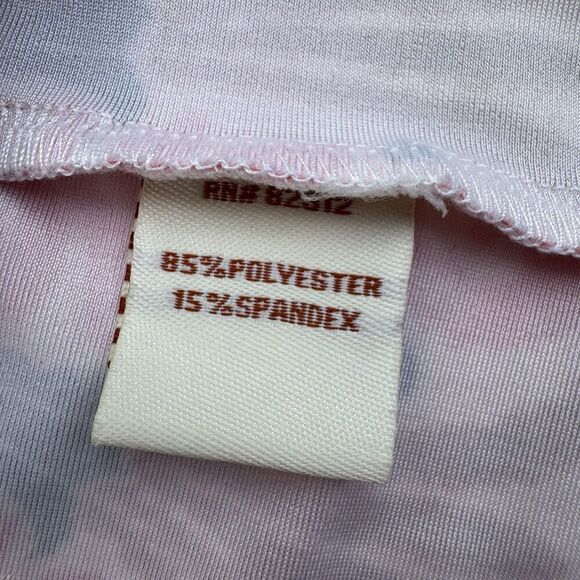 RN# 82312
85%POLYESTER
15%SPANDEX